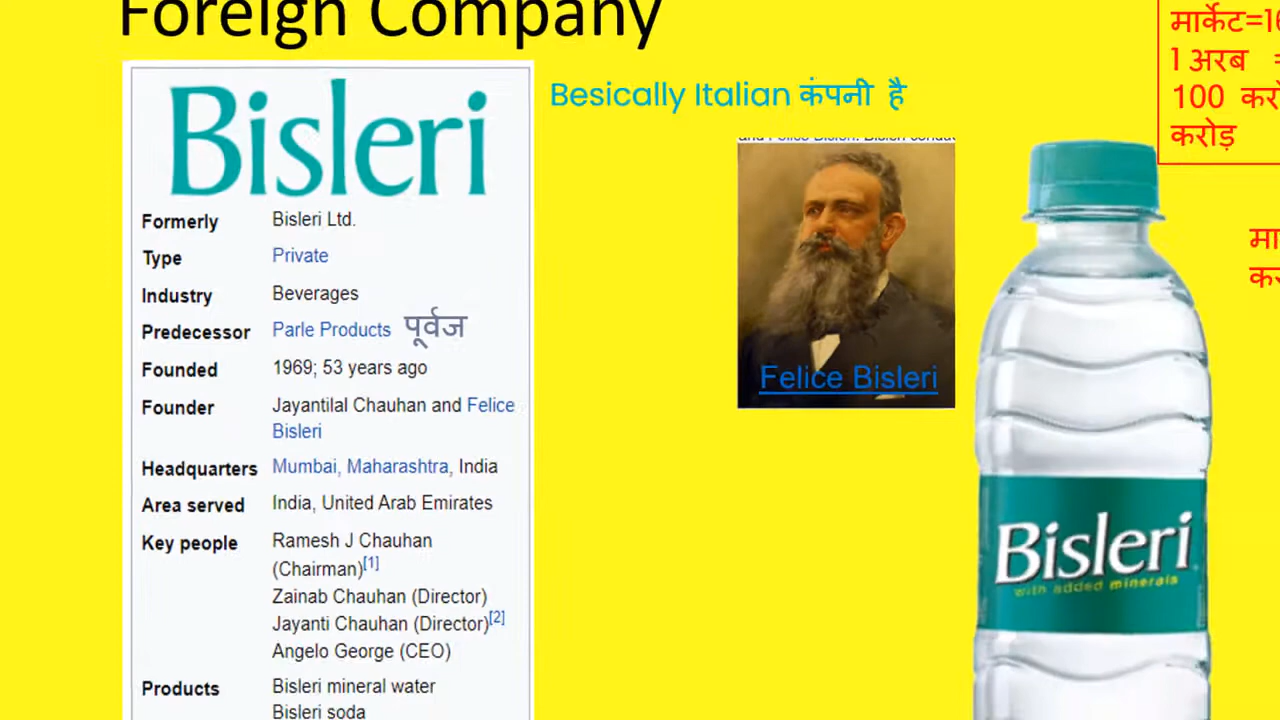 Foreign Company
Bisleri
Formerly Bisleri Ltd.
Type Private
Industry Beverages
Predecessor Parle Products पूर्वज
Founded 1969; 53 years ago
Founder Jayantilal Chauhan and Felice
Bisleri
Headquarters Mumbai, Maharashtra, India
Area served India, United Arab Emirates
Key people Ramesh J Chauhan
(Chairman)[1]
Zainab Chauhan (Director)
Jayanti Chauhan (Director)[2]
Angelo George (CEO)
Products Bisleri mineral water
Bisleri soda
Besically Italian कंपनी है
Felice Bisleri
Bisleri
with added minerals
मार्केट=16
1 अरब =
100
करोड़